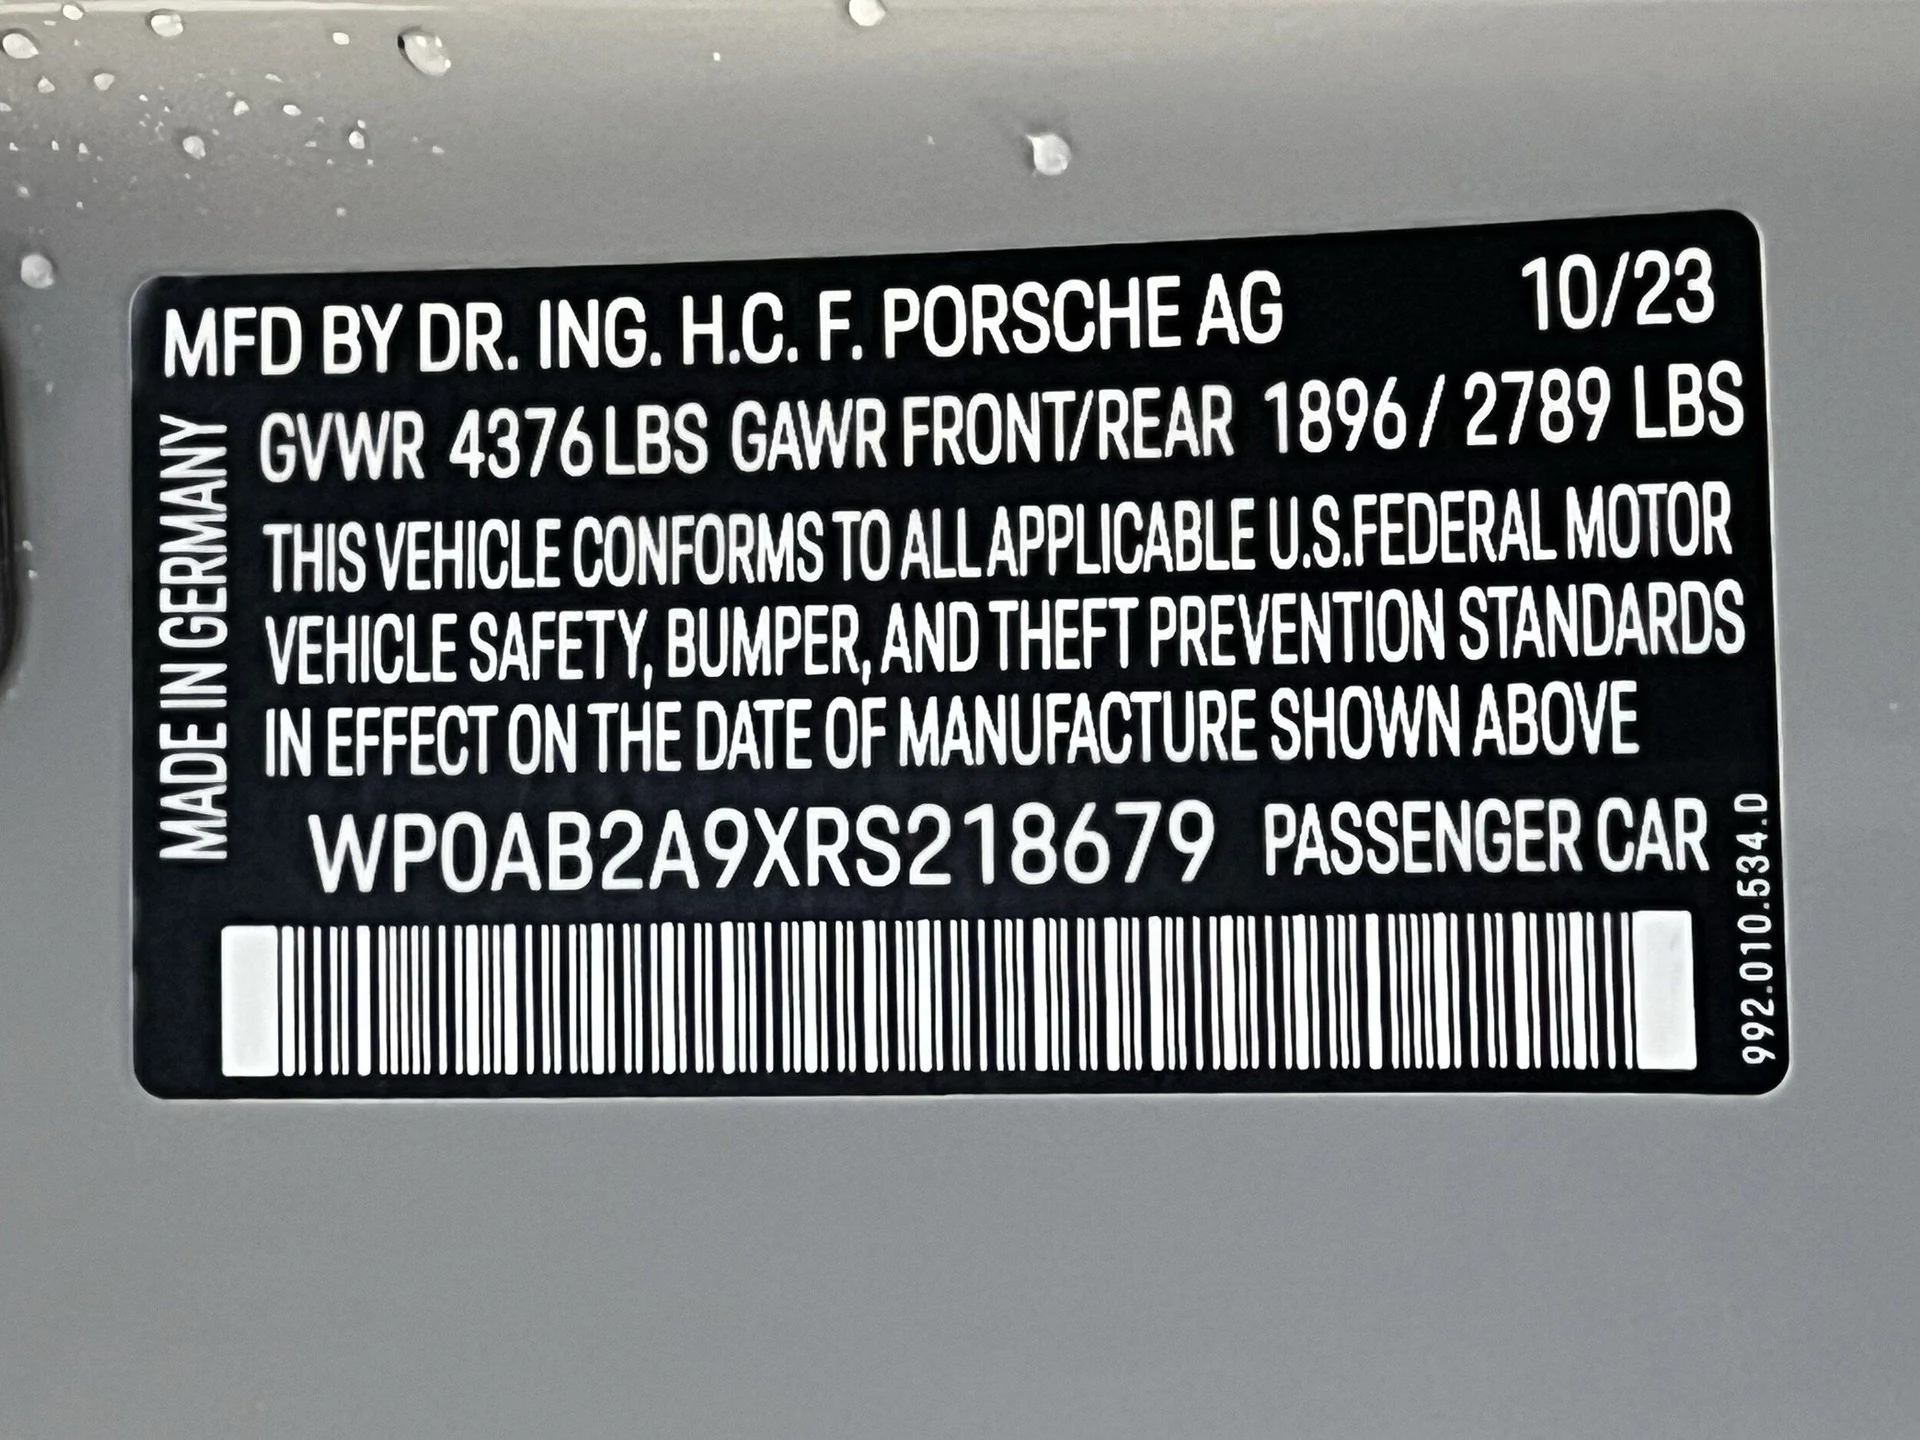 MFD BY DR. ING. H.C. F. PORSCHE AG 10/23
GVWR 4376 LBS GAWR FRONT/REAR 1896 / 2789 LBS
THIS VEHICLE CONFORMS TO ALL APPLICABLE U.S.FEDERAL MOTOR
VEHICLE SAFETY, BUMPER, AND THEFT PREVENTION STANDARDS
IN EFFECT ON THE DATE OF MANUFACTURE SHOWN ABOVE
WP0AB2A9XRS218679 PASSENGER CAR
MADE IN GERMANY
992.010.534.D